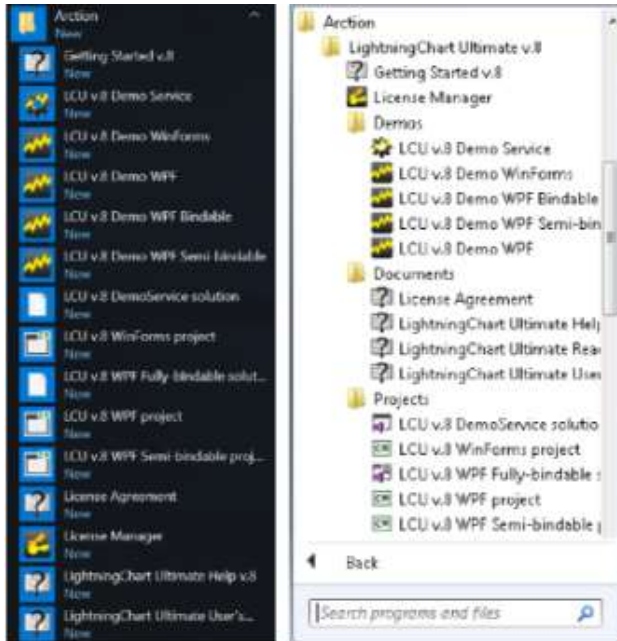 Arction
New
Getting Started v.8
New
LCU v.8 Demo Service
New
LCU v.8 Demo WinForms
New
LCU v.8 Demo WPF
New
LCU v.8 Demo WPF Bindable
New
LCU v.8 Demo WPF Semi-bindable
New
LCU v.8 DemoService solution
New
LCU v.8 WinForms project
New
LCU v.8 WPF Fully-bindable solut...
New
LCU v.8 WPF project
New
LCU v.8 WPF Semi-bindable proj...
New
License Agreement
New
License Manager
New
LightningChart Ultimate Help v.8
New
LightningChart Ultimate User's...
New
Arction
LightningChart Ultimate v.8
Getting Started v.8
License Manager
Demos
LCU v.8 Demo Service
LCU v.8 Demo WinForms
LCU v.8 Demo WPF Bindable
LCU v.8 Demo WPF Semi-bin
LCU v.8 Demo WPF
Documents
License Agreement
LightningChart Ultimate Help
LightningChart Ultimate Rea
LightningChart Ultimate User
Projects
LCU v.8 DemoService solutio
LCU v.8 WinForms project
LCU v.8 WPF Fully-bindable s
LCU v.8 WPF project
LCU v.8 WPF Semi-bindable p
Back
Search programs and files